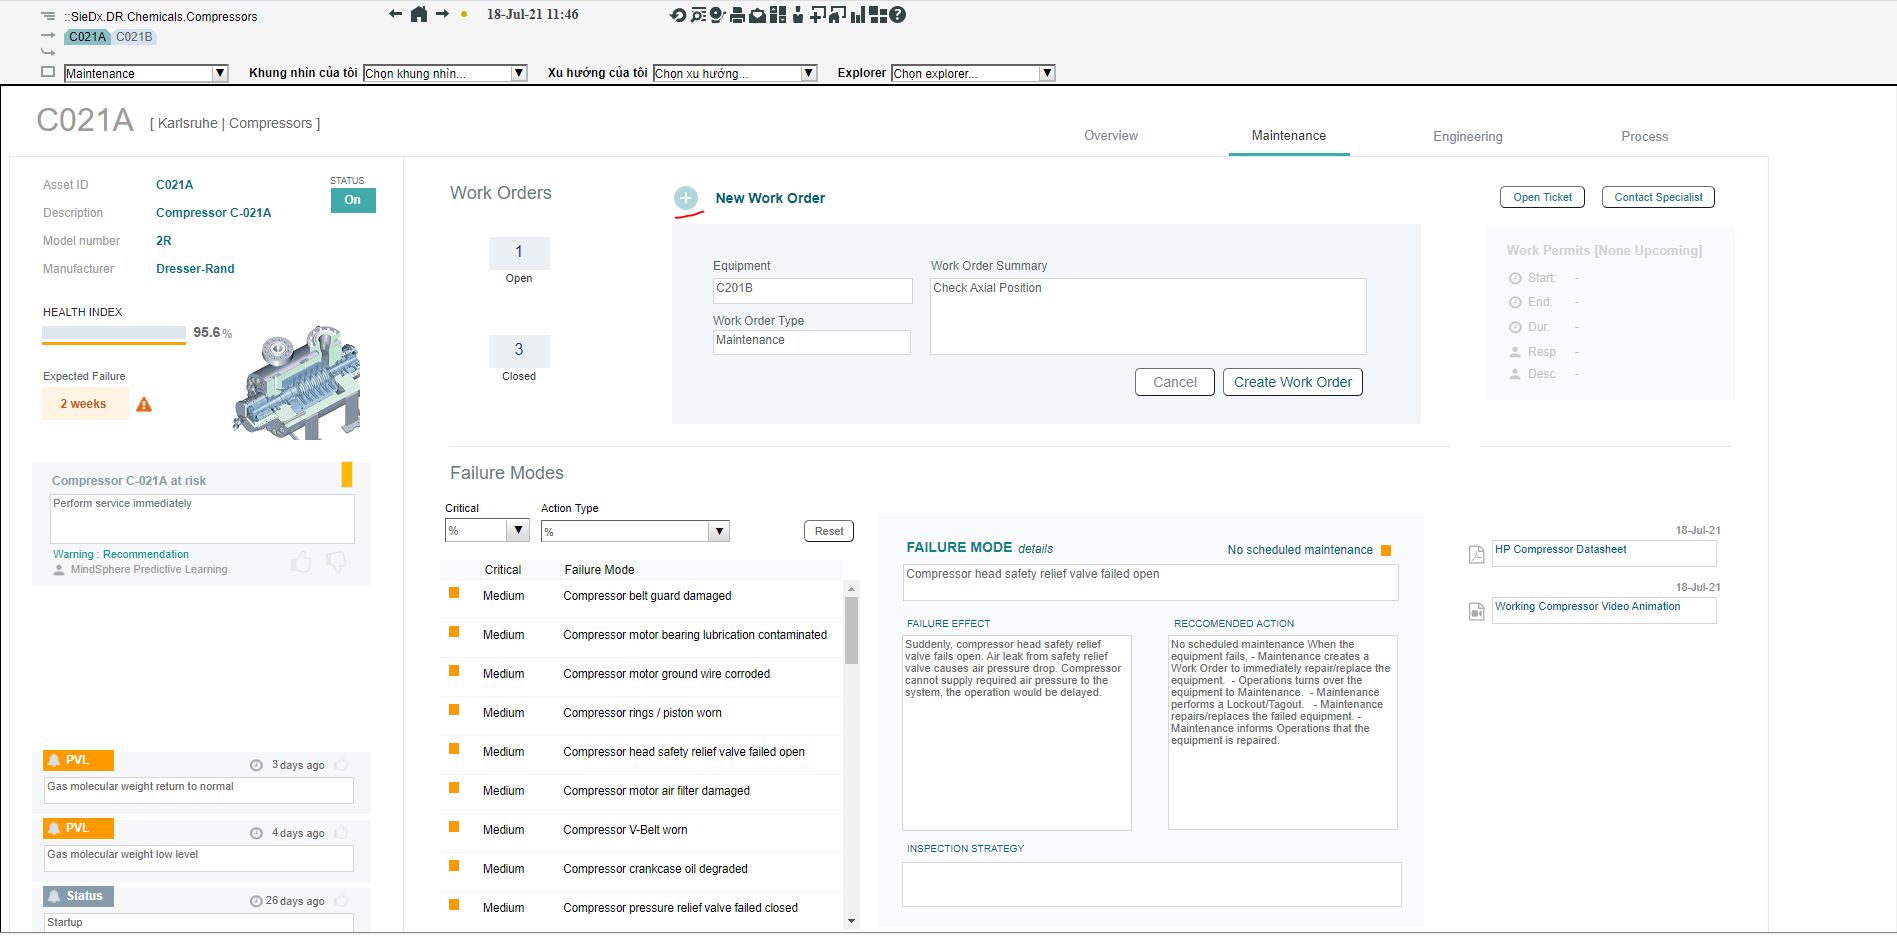 ::SieDx.DR.Chemicals.Compressors
18-Jul-21 11:46
C021A C021B
Maintenance
Khung nhìn của tôi Chọn khung nhìn...
Xu hướng của tôi Chọn xu hướng...
Explorer Chọn explorer...
C021A [ Karlsruhe | Compressors ]
Overview Maintenance Engineering Process
Asset ID C021A
STATUS
On
Description Compressor C-021A
Model number 2R
Manufacturer Dresser-Rand
HEALTH INDEX
95.6 %
Expected Failure
2 weeks
Compressor C-021A at risk
Perform service immediately
Warning : Recommendation
MindSphere Predictive Learning
PVL 3 days ago
Gas molecular weight return to normal
PVL 4 days ago
Gas molecular weight low level
Status 26 days ago
Startup
Work Orders
1
Open
3
Closed
New Work Order
Equipment
C201B
Work Order Type
Maintenance
Work Order Summary
Check Axial Position
Cancel Create Work Order
Open Ticket Contact Specialist
Work Permits [None Upcoming]
Start: -
End: -
Dur: -
Resp -
Desc -
Failure Modes
Critical Action Type
% % Reset
Critical Failure Mode
Medium Compressor belt guard damaged
Medium Compressor motor bearing lubrication contaminated
Medium Compressor motor ground wire corroded
Medium Compressor rings / piston worn
Medium Compressor head safety relief valve failed open
Medium Compressor motor air filter damaged
Medium Compressor V-Belt worn
Medium Compressor crankcase oil degraded
Medium Compressor pressure relief valve failed closed
FAILURE MODE details No scheduled maintenance
Compressor head safety relief valve failed open
FAILURE EFFECT
Suddenly, compressor head safety relief
valve fails open. Air leak from safety relief
valve causes air pressure drop. Compressor
cannot supply required air pressure to the
system, the operation would be delayed.
RECCOMENDED ACTION
No scheduled maintenance When the
equipment fails, - Maintenance creates a
Work Order to immediately repair/replace the
equipment. - Operations turns over the
equipment to Maintenance. - Maintenance
performs a Lockout/Tagout. - Maintenance
repairs/replaces the failed equipment. -
Maintenance informs Operations that the
equipment is repaired.
INSPECTION STRATEGY
18-Jul-21
HP Compressor Datasheet
18-Jul-21
Working Compressor Video Animation